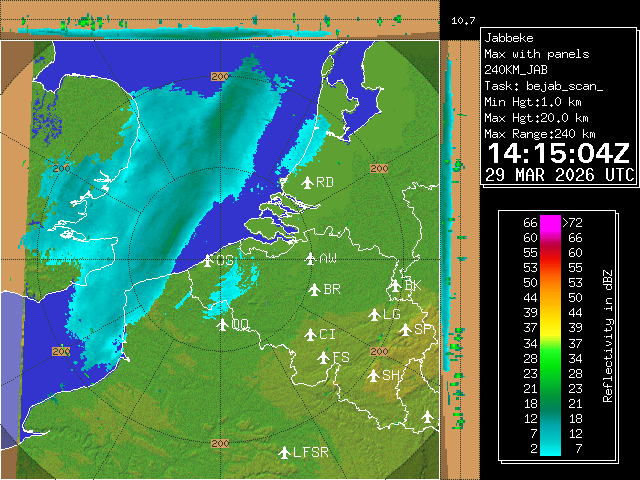 10.7
Jabbeke
Max with panels
240KM_JAB
Task: bejab_scan_
Min Hgt:1.0 km
Max Hgt:20.0 km
Max Range:240 km
14:15:04Z
29 MAR 2026 UTC
200
200
200
RD
OS
AW
BR
BK
LG
SP
OO
CI
FS
SH
200
200
200
LFSR
66 >72
60 66
55 60
53 55
50 53
44 50
39 44
37 39
34 37
28 34
23 28
21 23
18 21
12 18
7 12
2 7
Reflectivity in dBZ